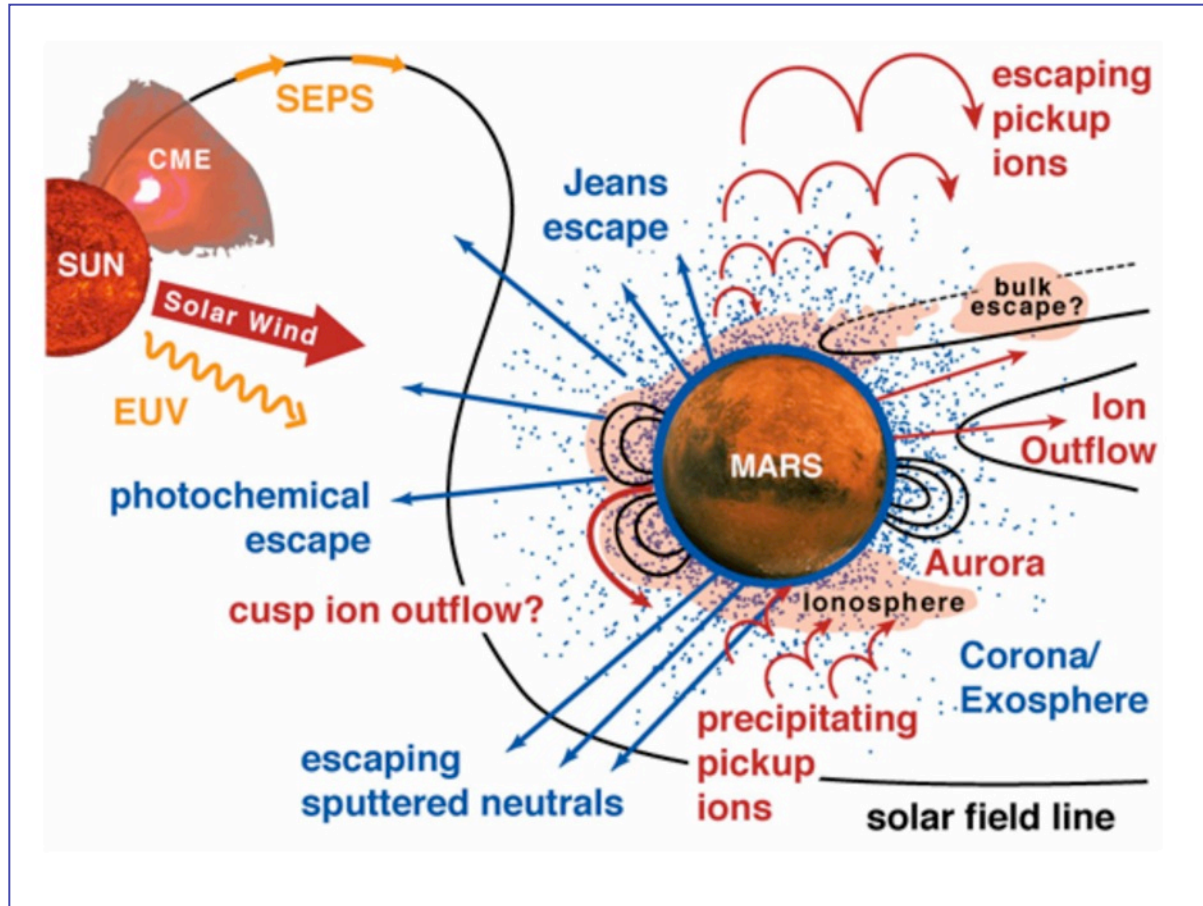 SEPS
CME
SUN
Solar Wind
EUV
Jeans
escape
escaping
pickup
ions
bulk
escape?
Ion
Outflow
MARS
photochemical
escape
cusp ion outflow?
Aurora
Ionosphere
Corona/
Exosphere
precipitating
pickup
ions
escaping
sputtered neutrals
solar field line